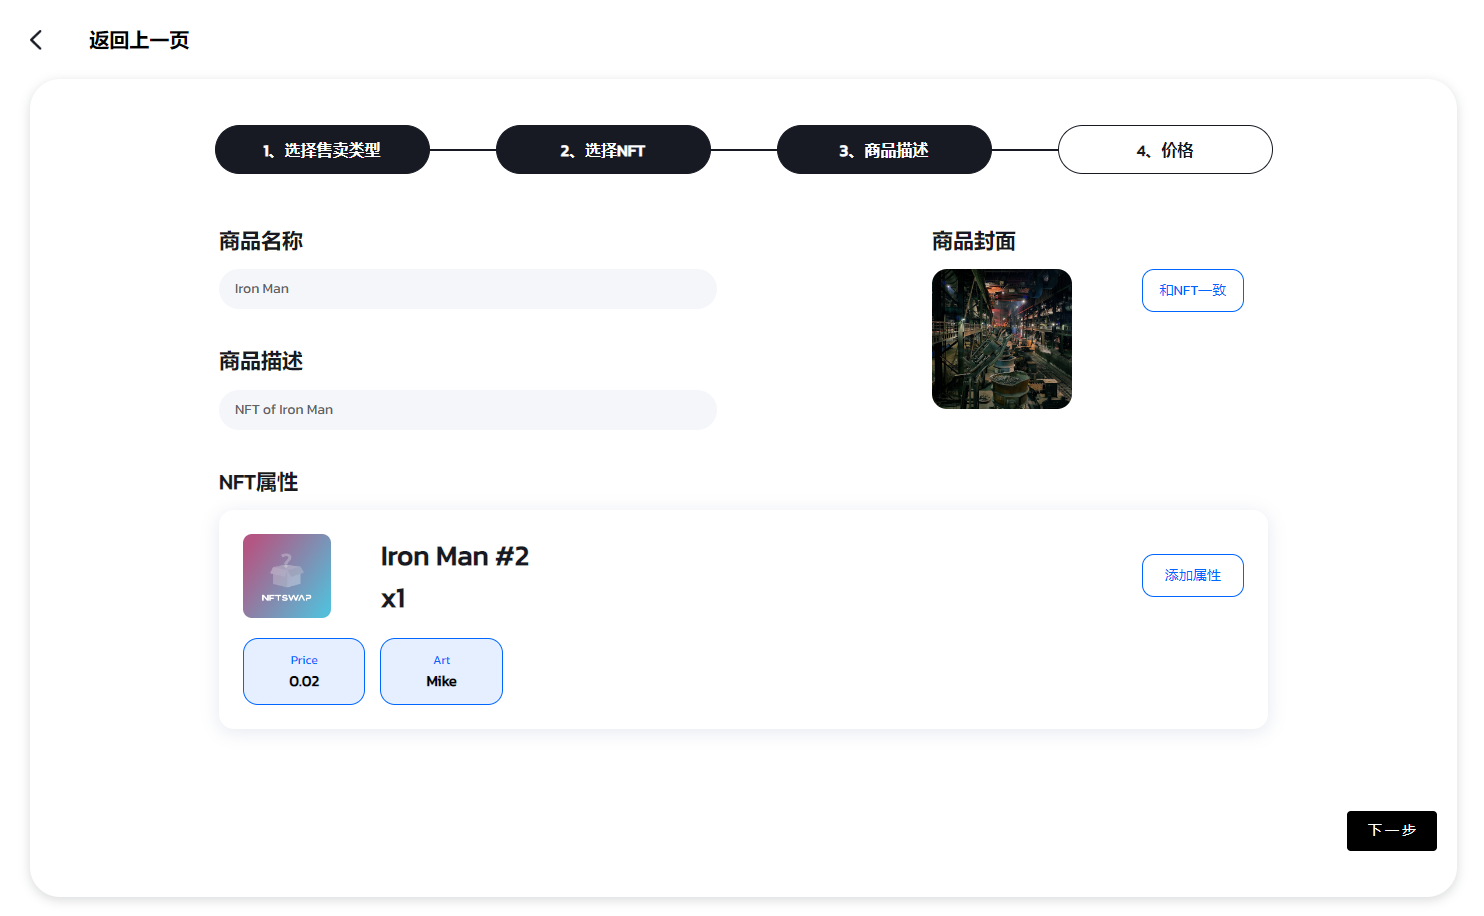 返回上一页
1、选择售卖类型
2、选择NFT
3、商品描述
4、价格
商品名称
Iron Man
商品封面
和NFT一致
商品描述
NFT of Iron Man
NFT属性
?
NFTSWAP
Iron Man #2
x1
添加属性
Price
0.02
Art
Mike
下一步